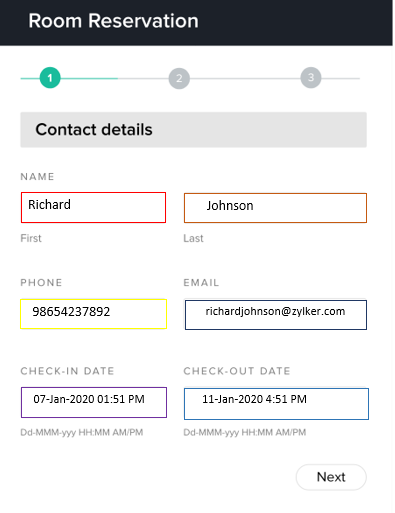 Room Reservation
1 2 3
Contact details
NAME
Richard Johnson
First Last
PHONE EMAIL
98654237892 richardjohnson@zylker.com
CHECK-IN DATE CHECK-OUT DATE
07-Jan-2020 01:51 PM 11-Jan-2020 4:51 PM
Dd-MMM-yyy HH:MM AM/PM Dd-MMM-yyy HH:MM AM/PM
Next